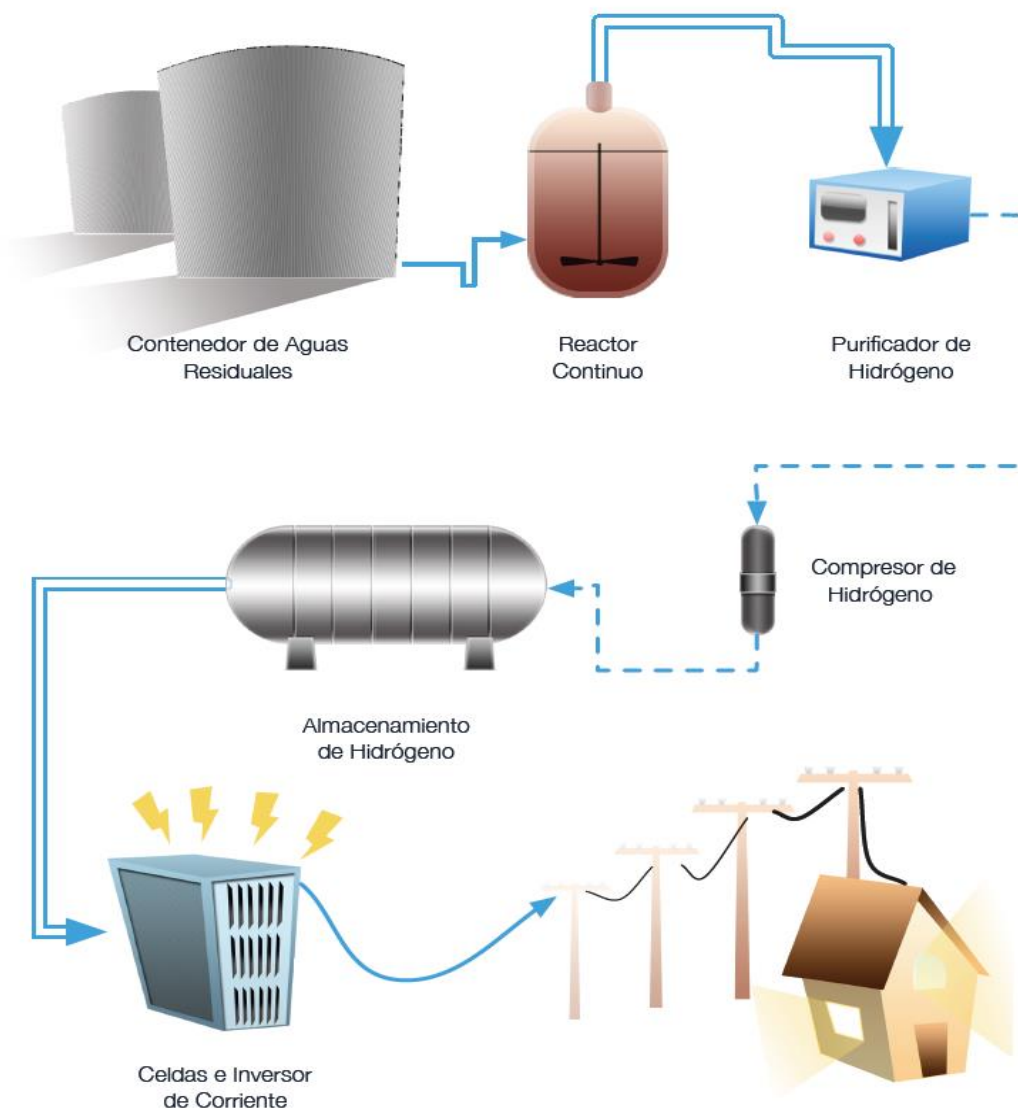 Contenedor de Aguas
Residuales
Reactor
Continuo
Purificador de
Hidrógeno
Compresor de
Hidrógeno
Almacenamiento
de Hidrógeno
Celdas e Inversor
de Corriente